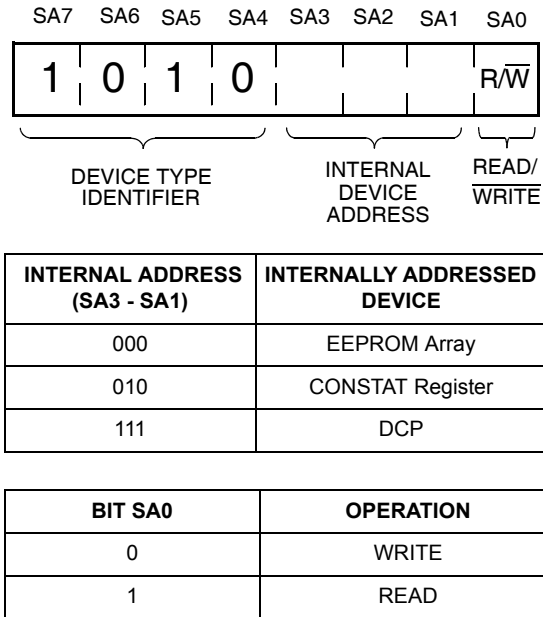 SA7 SA6 SA5 SA4 SA3 SA2 SA1 SA0
1 0 1 0 R/W̅
DEVICE TYPE IDENTIFIER
INTERNAL DEVICE ADDRESS
READ/W̅R̅I̅T̅E̅
INTERNAL ADDRESS (SA3 - SA1) INTERNALLY ADDRESSED DEVICE
000 EEPROM Array
010 CONSTAT Register
111 DCP
BIT SA0 OPERATION
0 WRITE
1 READ